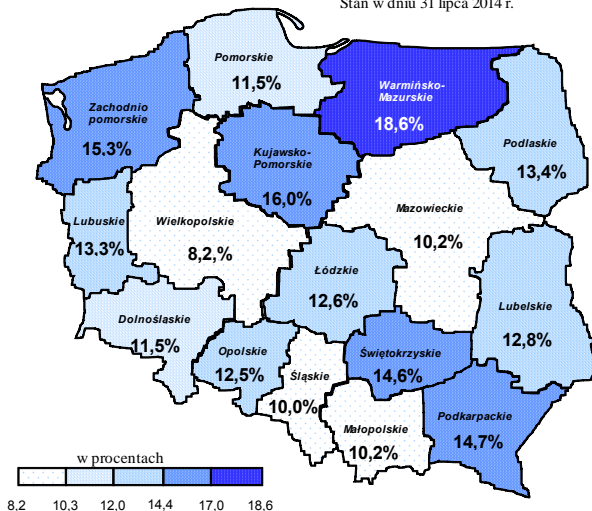 Stan w dniu 31 lipca 2014 r.
Pomorskie
11,5%
Warmińsko-
Mazurskie
18,6%
Zachodnio
pomorskie
15,3%
Podlaskie
13,4%
Kujawsko-
Pomorskie
16,0%
Mazowieckie
10,2%
Lubuskie
13,3%
Wielkopolskie
8,2,%
Łódzkie
12,6%
Lubelskie
12,8%
Dolnośląskie
11,5%
Opolskie
12,5%
Śląskie
10,0%
Świętokrzyskie
14,6%
Małopolskie
10,2%
Podkarpackie
14,7%
w procentach
8,2 10,3 12,0 14,4 17,0 18,6